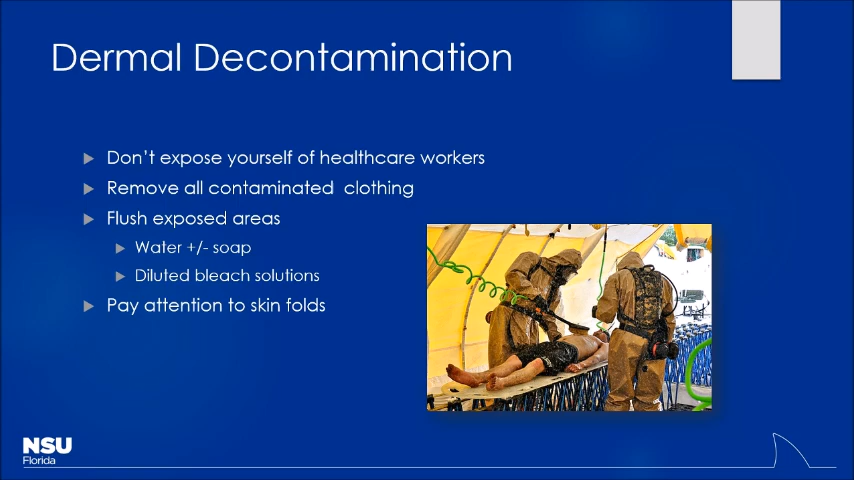 Dermal Decontamination
Don't expose yourself of healthcare workers
Remove all contaminated clothing
Flush exposed areas
Water +/- soap
Diluted bleach solutions
Pay attention to skin folds
NSU
Florida